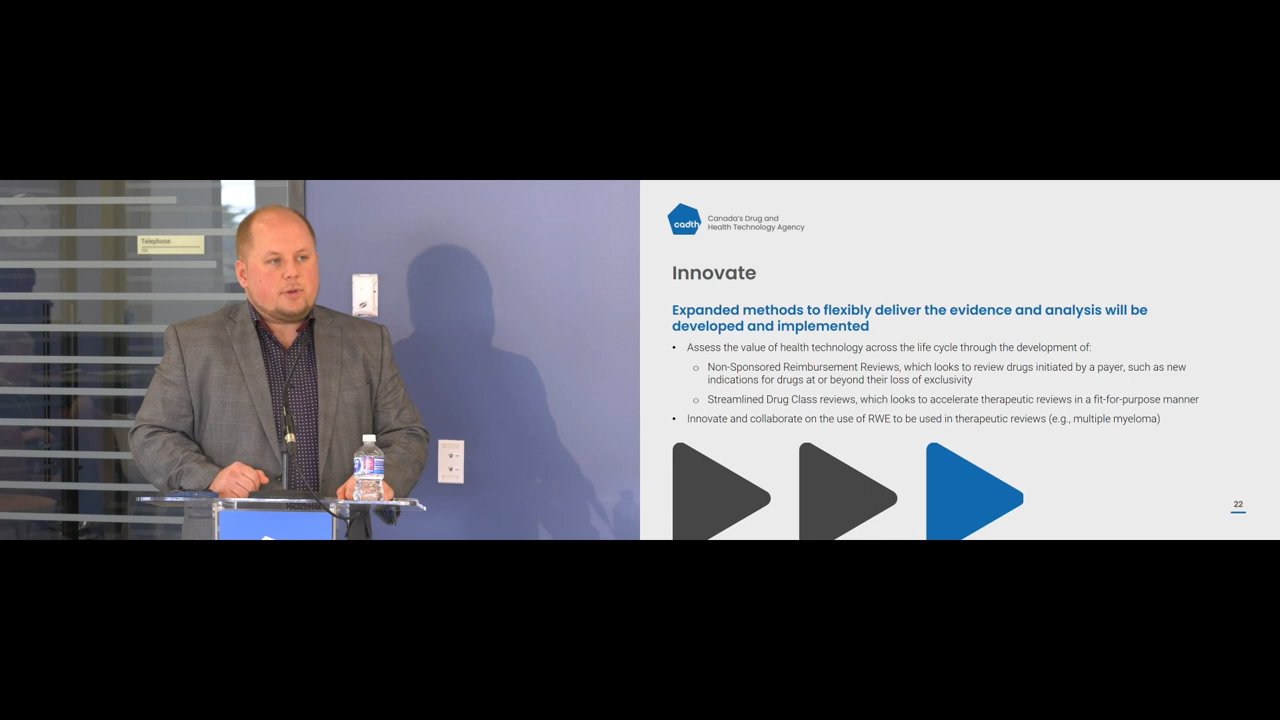 Telephone
cadth
Canada's Drug and
Health Technology Agency
Innovate
Expanded methods to flexibly deliver the evidence and analysis will be
developed and implemented
• Assess the value of health technology across the life cycle through the development of:
o Non-Sponsored Reimbursement Reviews, which looks to review drugs initiated by a payer, such as new
indications for drugs at or beyond their loss of exclusivity
o Streamlined Drug Class reviews, which looks to accelerate therapeutic reviews in a fit-for-purpose manner
• Innovate and collaborate on the use of RWE to be used in therapeutic reviews (e.g., multiple myeloma)
22